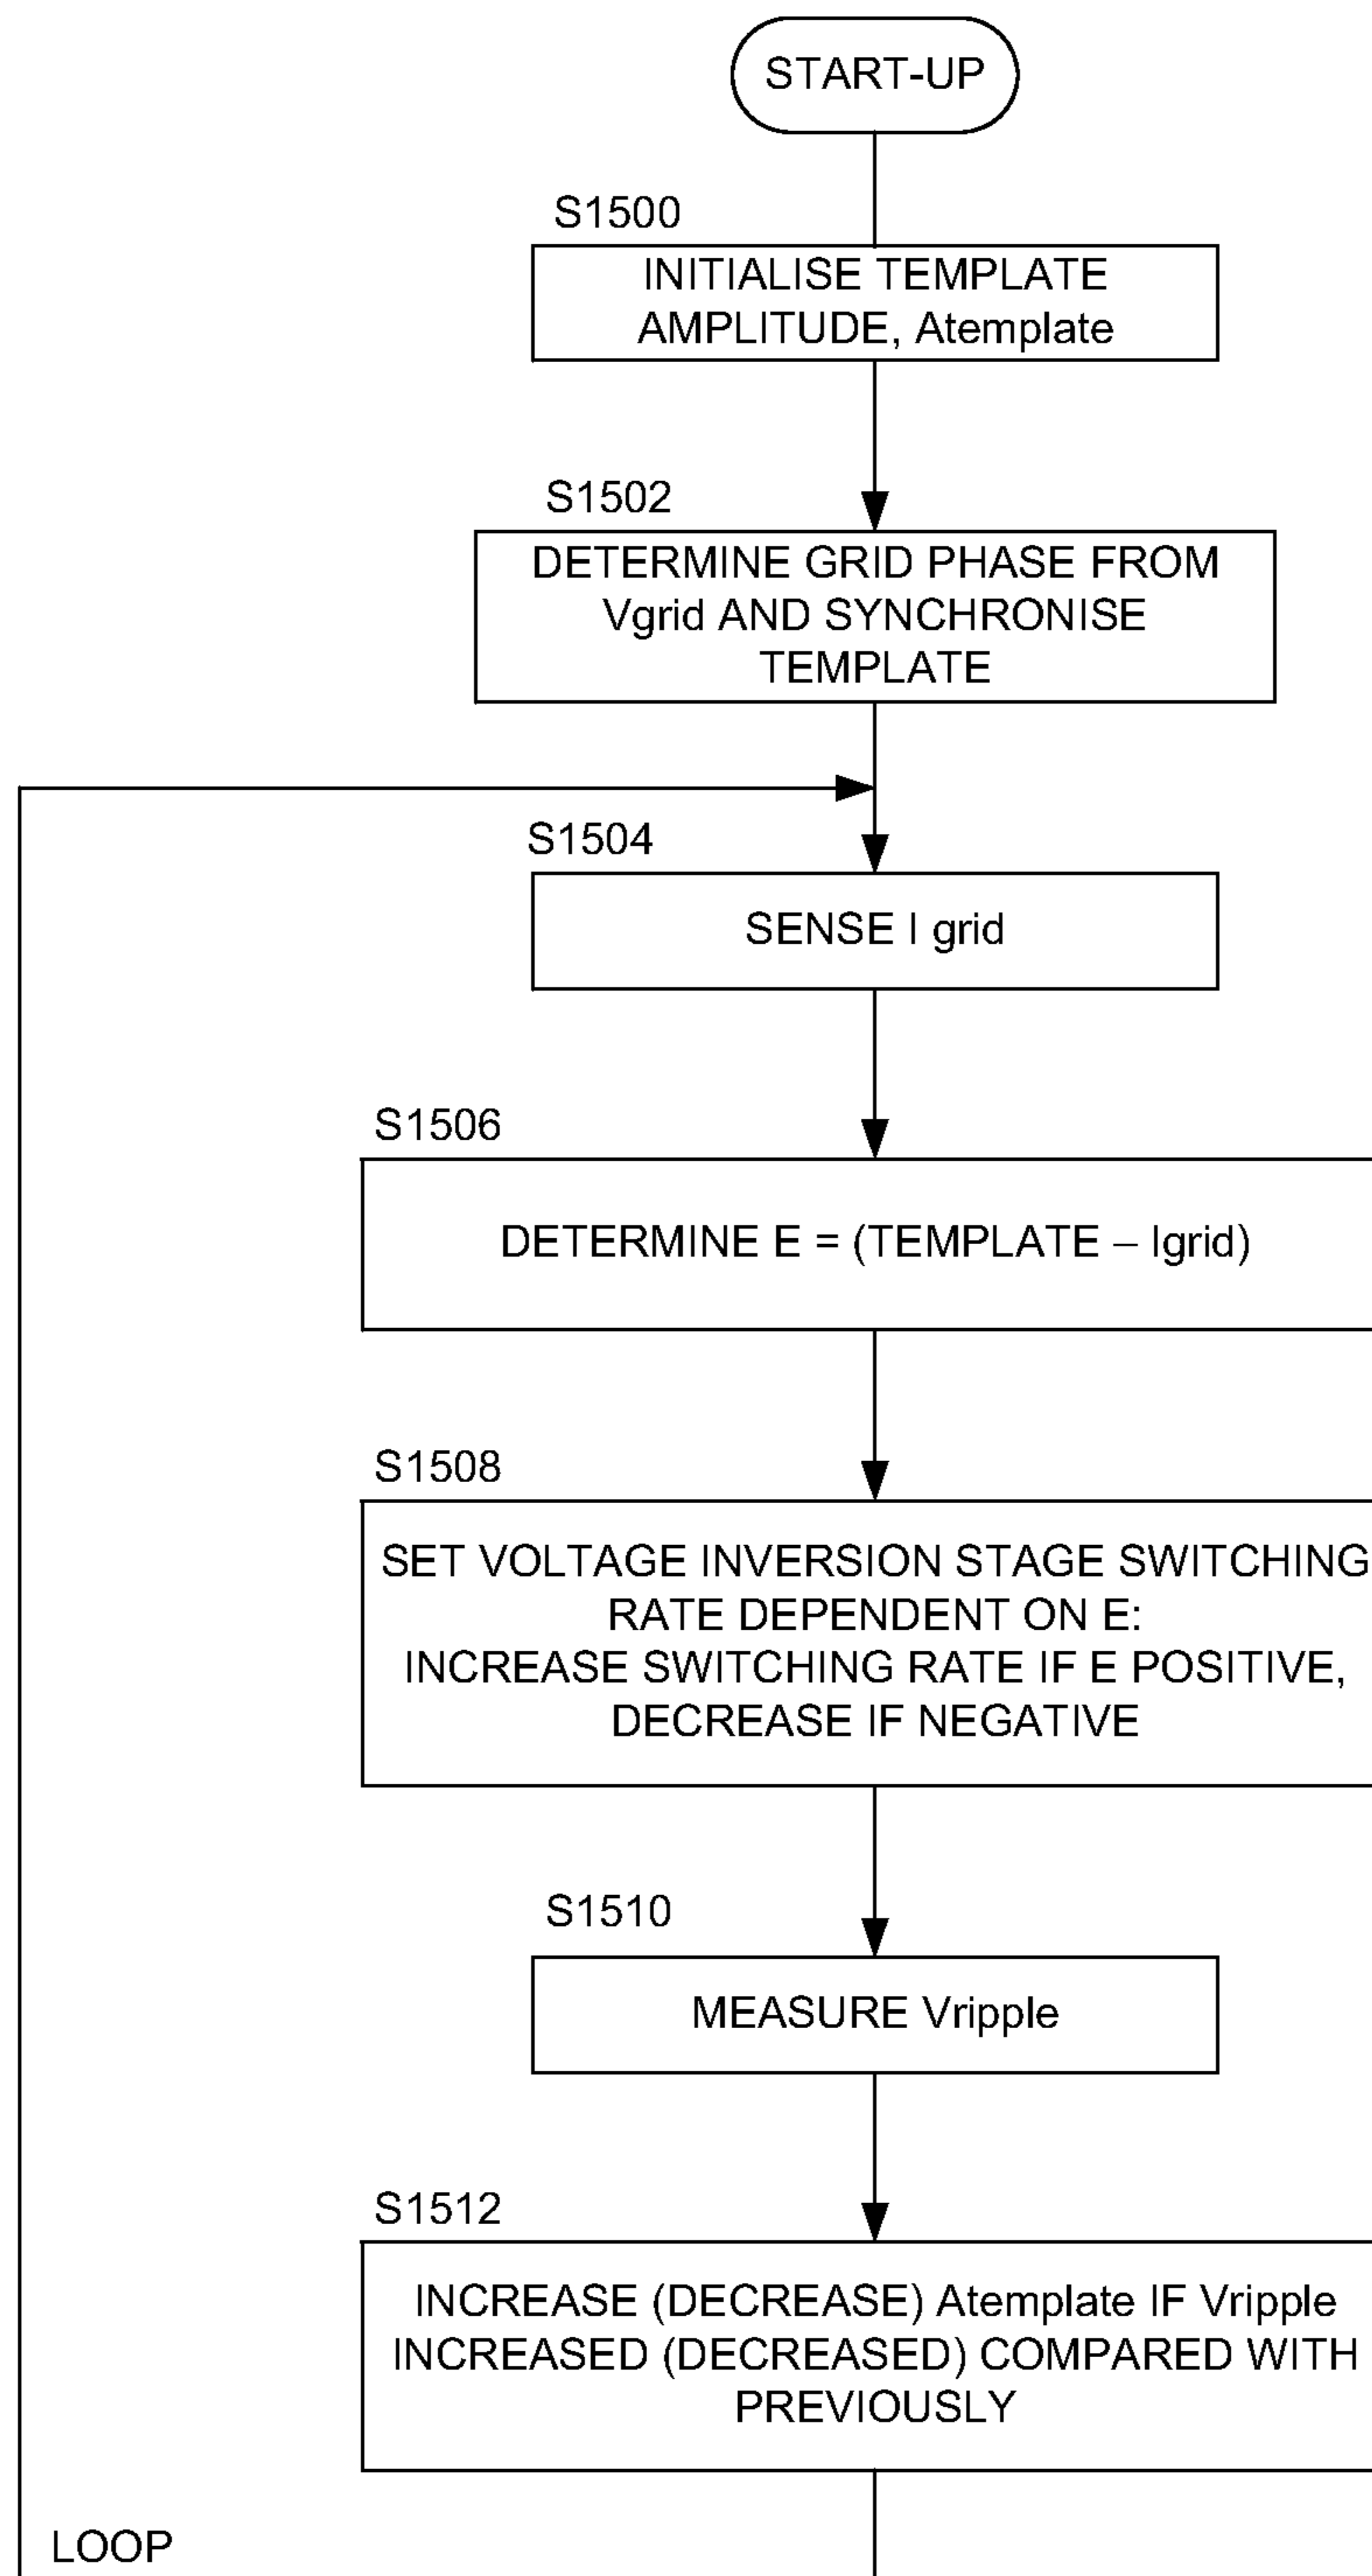 START-UP
S1500
INITIALISE TEMPLATE
AMPLITUDE, Atemplate
S1502
DETERMINE GRID PHASE FROM
Vgrid AND SYNCHRONISE
TEMPLATE
S1504
SENSE I grid
S1506
DETERMINE E = (TEMPLATE – Igrid)
S1508
SET VOLTAGE INVERSION STAGE SWITCHING
RATE DEPENDENT ON E:
INCREASE SWITCHING RATE IF E POSITIVE,
DECREASE IF NEGATIVE
S1510
MEASURE Vripple
S1512
INCREASE (DECREASE) Atemplate IF Vripple
INCREASED (DECREASED) COMPARED WITH
PREVIOUSLY
LOOP